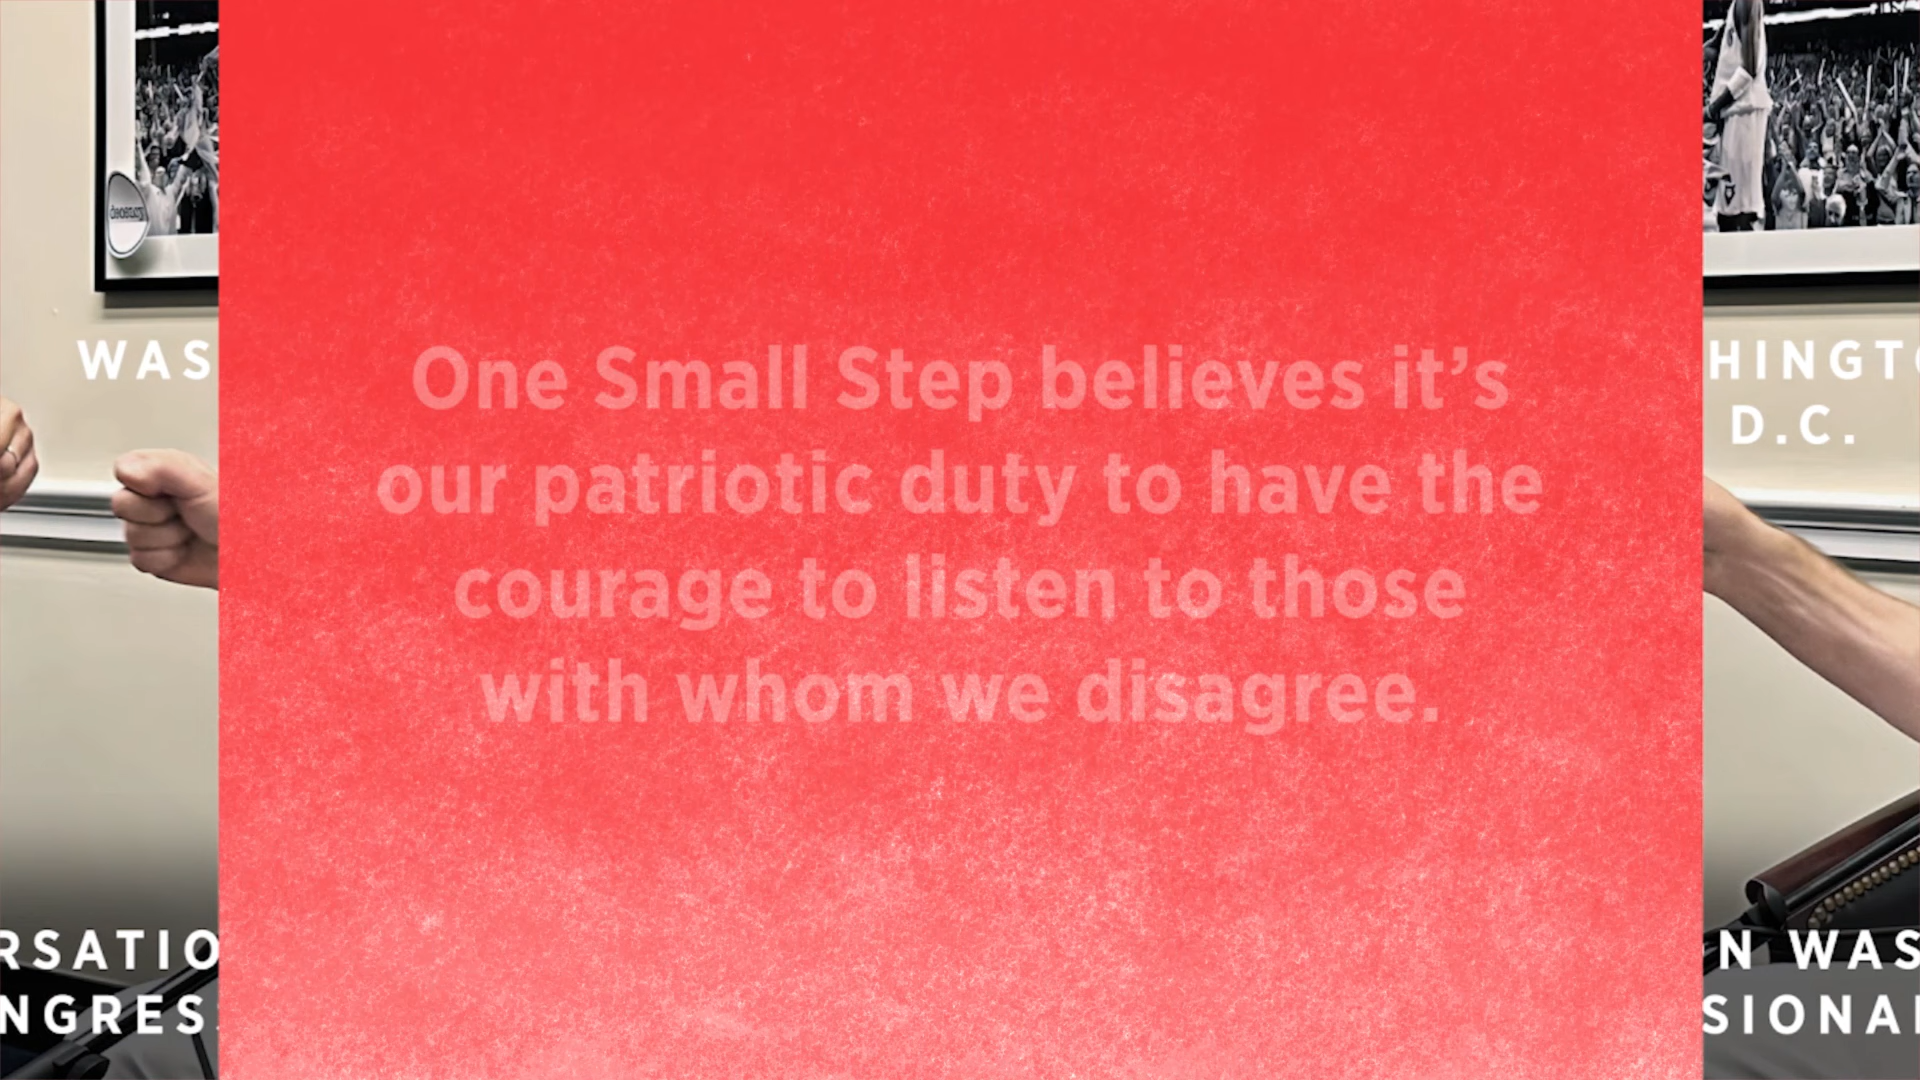 WAS
HINGT
D.C.
One Small Step believes it’s
our patriotic duty to have the
courage to listen to those
with whom we disagree.
RSATIO
NGRES
N WAS
SIONA